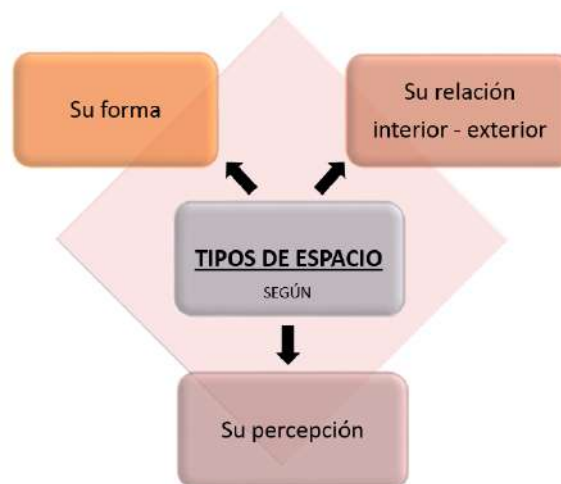 Su forma
Su relación
interior - exterior
TIPOS DE ESPACIO
SEGÚN
Su percepción